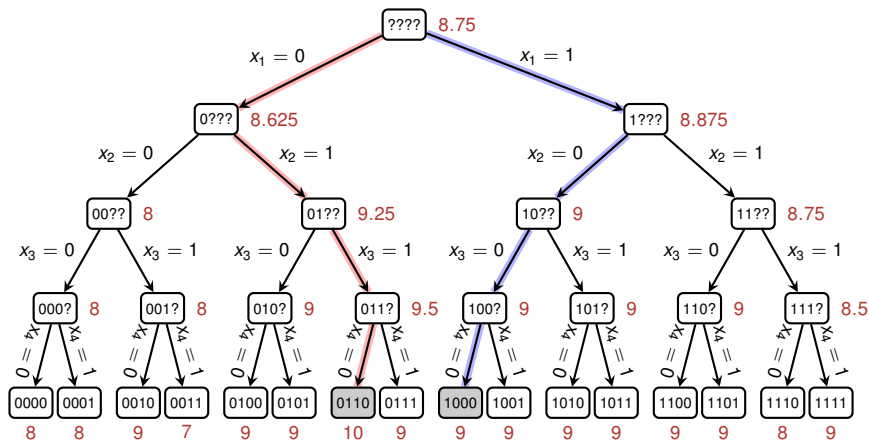 ???? 8.75
x₁ = 0 x₁ = 1
0??? 8.625 1??? 8.875
x₂ = 0 x₂ = 1 x₂ = 0 x₂ = 1
00?? 8 01?? 9.25 10?? 9 11?? 8.75
x₃ = 0 x₃ = 1 x₃ = 0 x₃ = 1 x₃ = 0 x₃ = 1 x₃ = 0 x₃ = 1
000? 8 001? 8 010? 9 011? 9.5 100? 9 101? 9 110? 9 111? 8.5
x₄ = 0 x₄ = 1 x₄ = 0 x₄ = 1 x₄ = 0 x₄ = 1 x₄ = 0 x₄ = 1 x₄ = 0 x₄ = 1 x₄ = 0 x₄ = 1 x₄ = 0 x₄ = 1 x₄ = 0 x₄ = 1
0000 0001 0010 0011 0100 0101 0110 0111 1000 1001 1010 1011 1100 1101 1110 1111
8 8 9 7 9 9 10 9 9 9 9 9 9 9 8 9